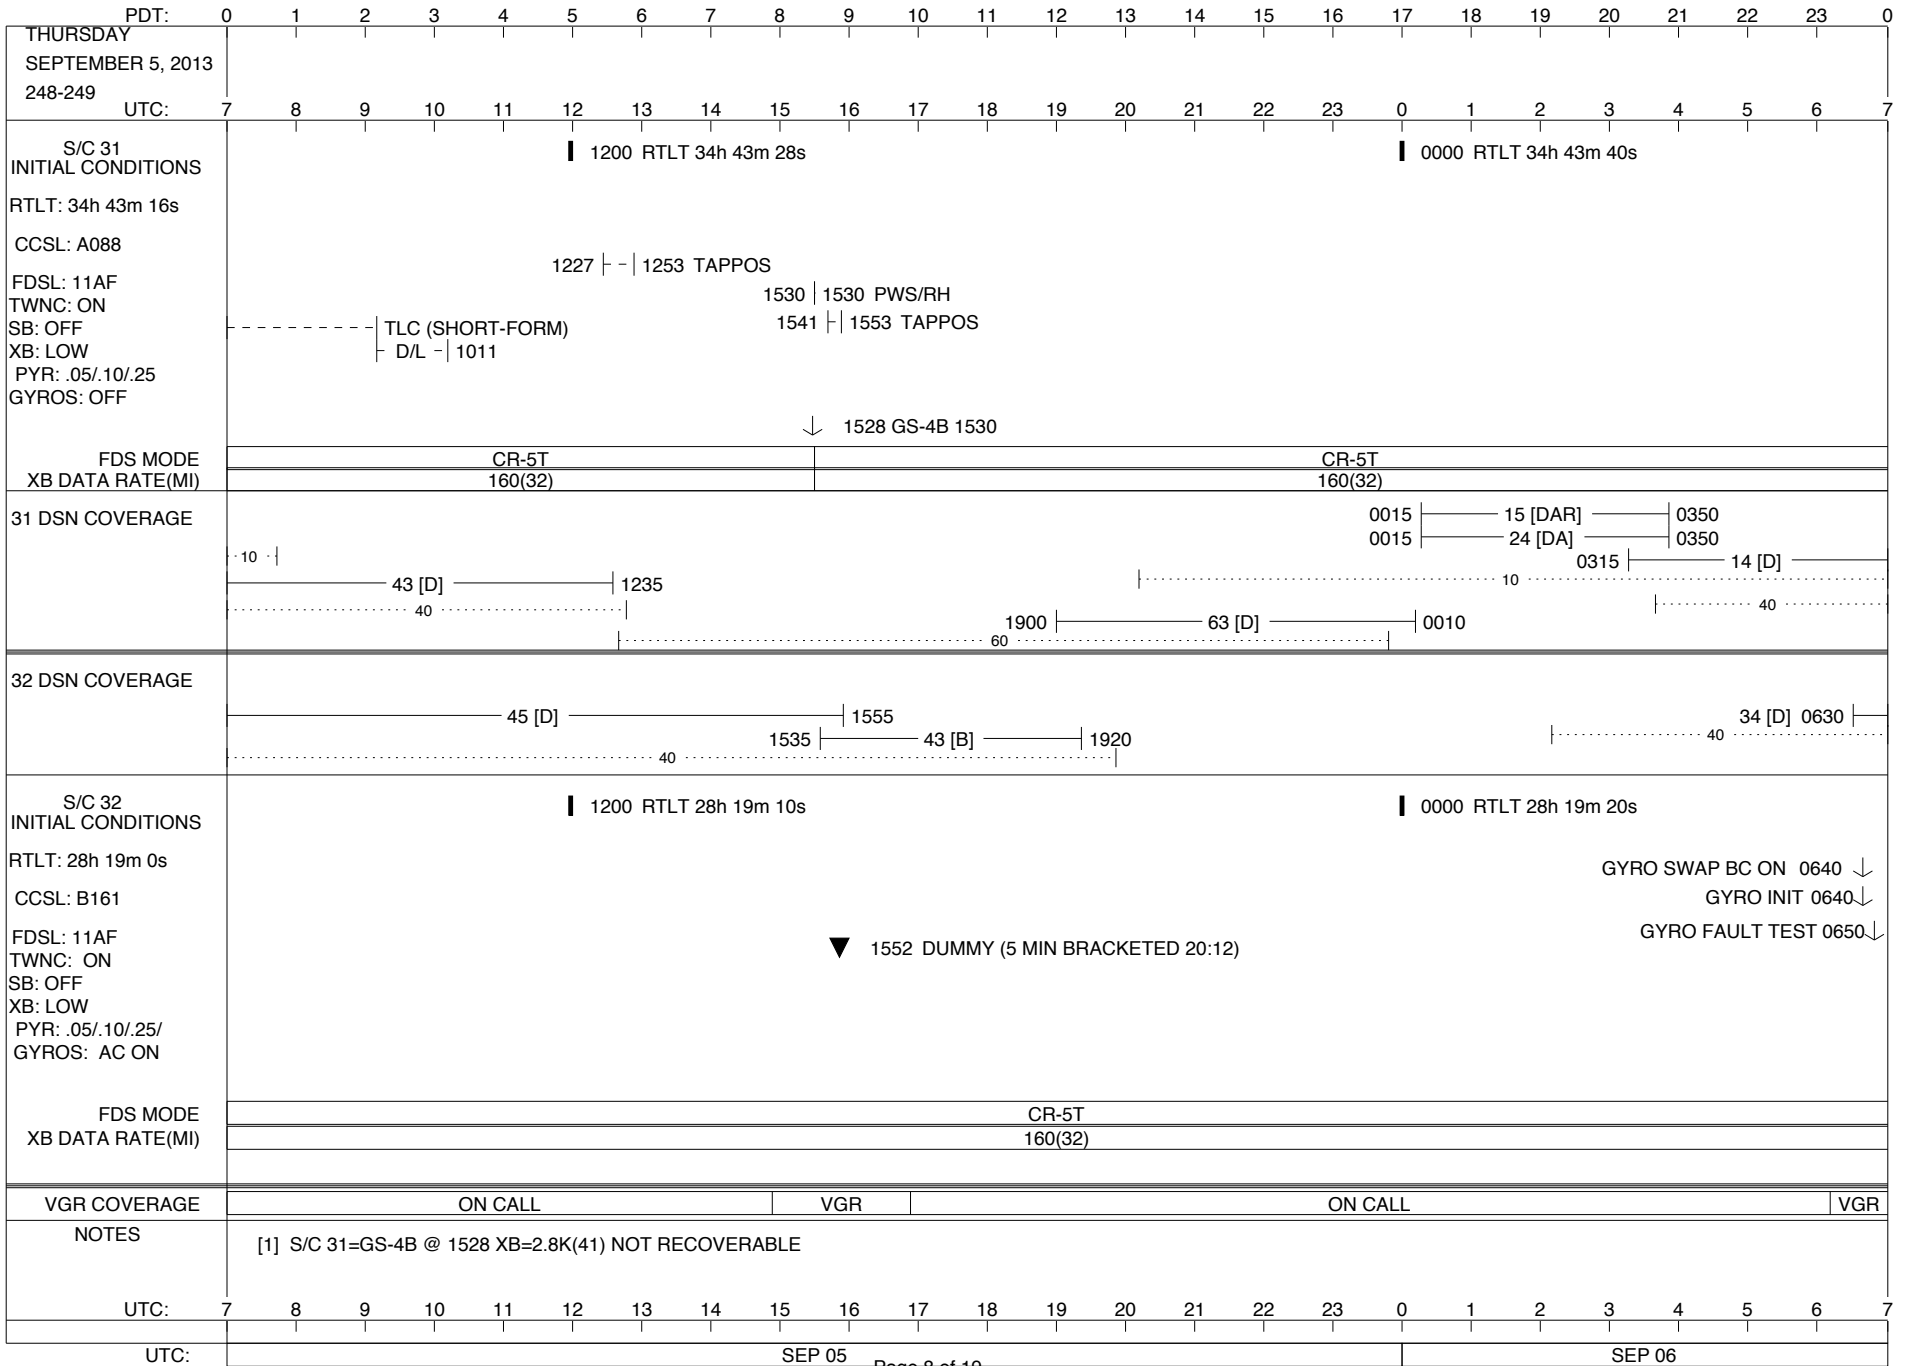 PDT: 0 1 2 3 4 5 6 7 8 9 10 11 12 13 14 15 16 17 18 19 20 21 22 23 0
THURSDAY
SEPTEMBER 5, 2013
248-249
UTC: 7 8 9 10 11 12 13 14 15 16 17 18 19 20 21 22 23 0 1 2 3 4 5 6 7
S/C 31
INITIAL CONDITIONS
1200 RTLT 34h 43m 28s
0000 RTLT 34h 43m 40s
RTLT: 34h 43m 16s
CCSL: A088
1227 1253 TAPPOS
FDSL: 11AF
1530 1530 PWS/RH
TWNC: ON
1541 1553 TAPPOS
SB: OFF
TLC (SHORT-FORM)
XB: LOW
D/L 1011
PYR: .05/.10/.25
GYROS: OFF
1528 GS-4B 1530
FDS MODE CR-5T CR-5T
XB DATA RATE(MI) 160(32) 160(32)
31 DSN COVERAGE
0015 15 [DAR] 0350
0015 24 [DA] 0350
10
0315 14 [D]
43 [D] 1235
10
40
40
1900 63 [D] 0010
60
32 DSN COVERAGE
45 [D] 1555
34 [D] 0630
1535 43 [B] 1920
40
40
S/C 32
INITIAL CONDITIONS
1200 RTLT 28h 19m 10s
0000 RTLT 28h 19m 20s
RTLT: 28h 19m 0s
GYRO SWAP BC ON 0640
CCSL: B161
GYRO INIT 0640
FDSL: 11AF
GYRO FAULT TEST 0650
1552 DUMMY (5 MIN BRACKETED 20:12)
TWNC: ON
SB: OFF
XB: LOW
PYR: .05/.10/.25/
GYROS: AC ON
FDS MODE CR-5T
XB DATA RATE(MI) 160(32)
VGR COVERAGE ON CALL VGR ON CALL VGR
NOTES
[1] S/C 31=GS-4B @ 1528 XB=2.8K(41) NOT RECOVERABLE
UTC: 7 8 9 10 11 12 13 14 15 16 17 18 19 20 21 22 23 0 1 2 3 4 5 6 7
UTC: SEP 05 SEP 06
Page 8 of 19